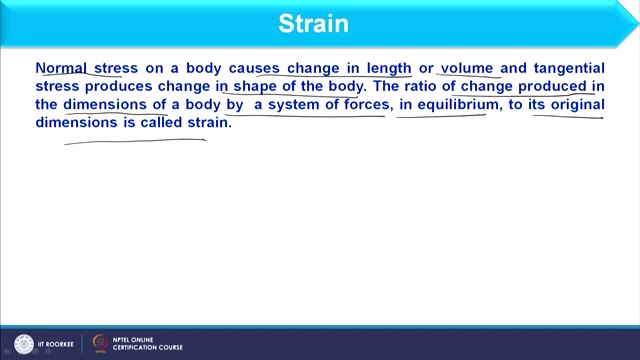 Strain
Normal stress on a body causes change in length or volume and tangential
stress produces change in shape of the body. The ratio of change produced in
the dimensions of a body by a system of forces, in equilibrium, to its original
dimensions is called strain.
IIT ROORKEE
NPTEL ONLINE
CERTIFICATION COURSE